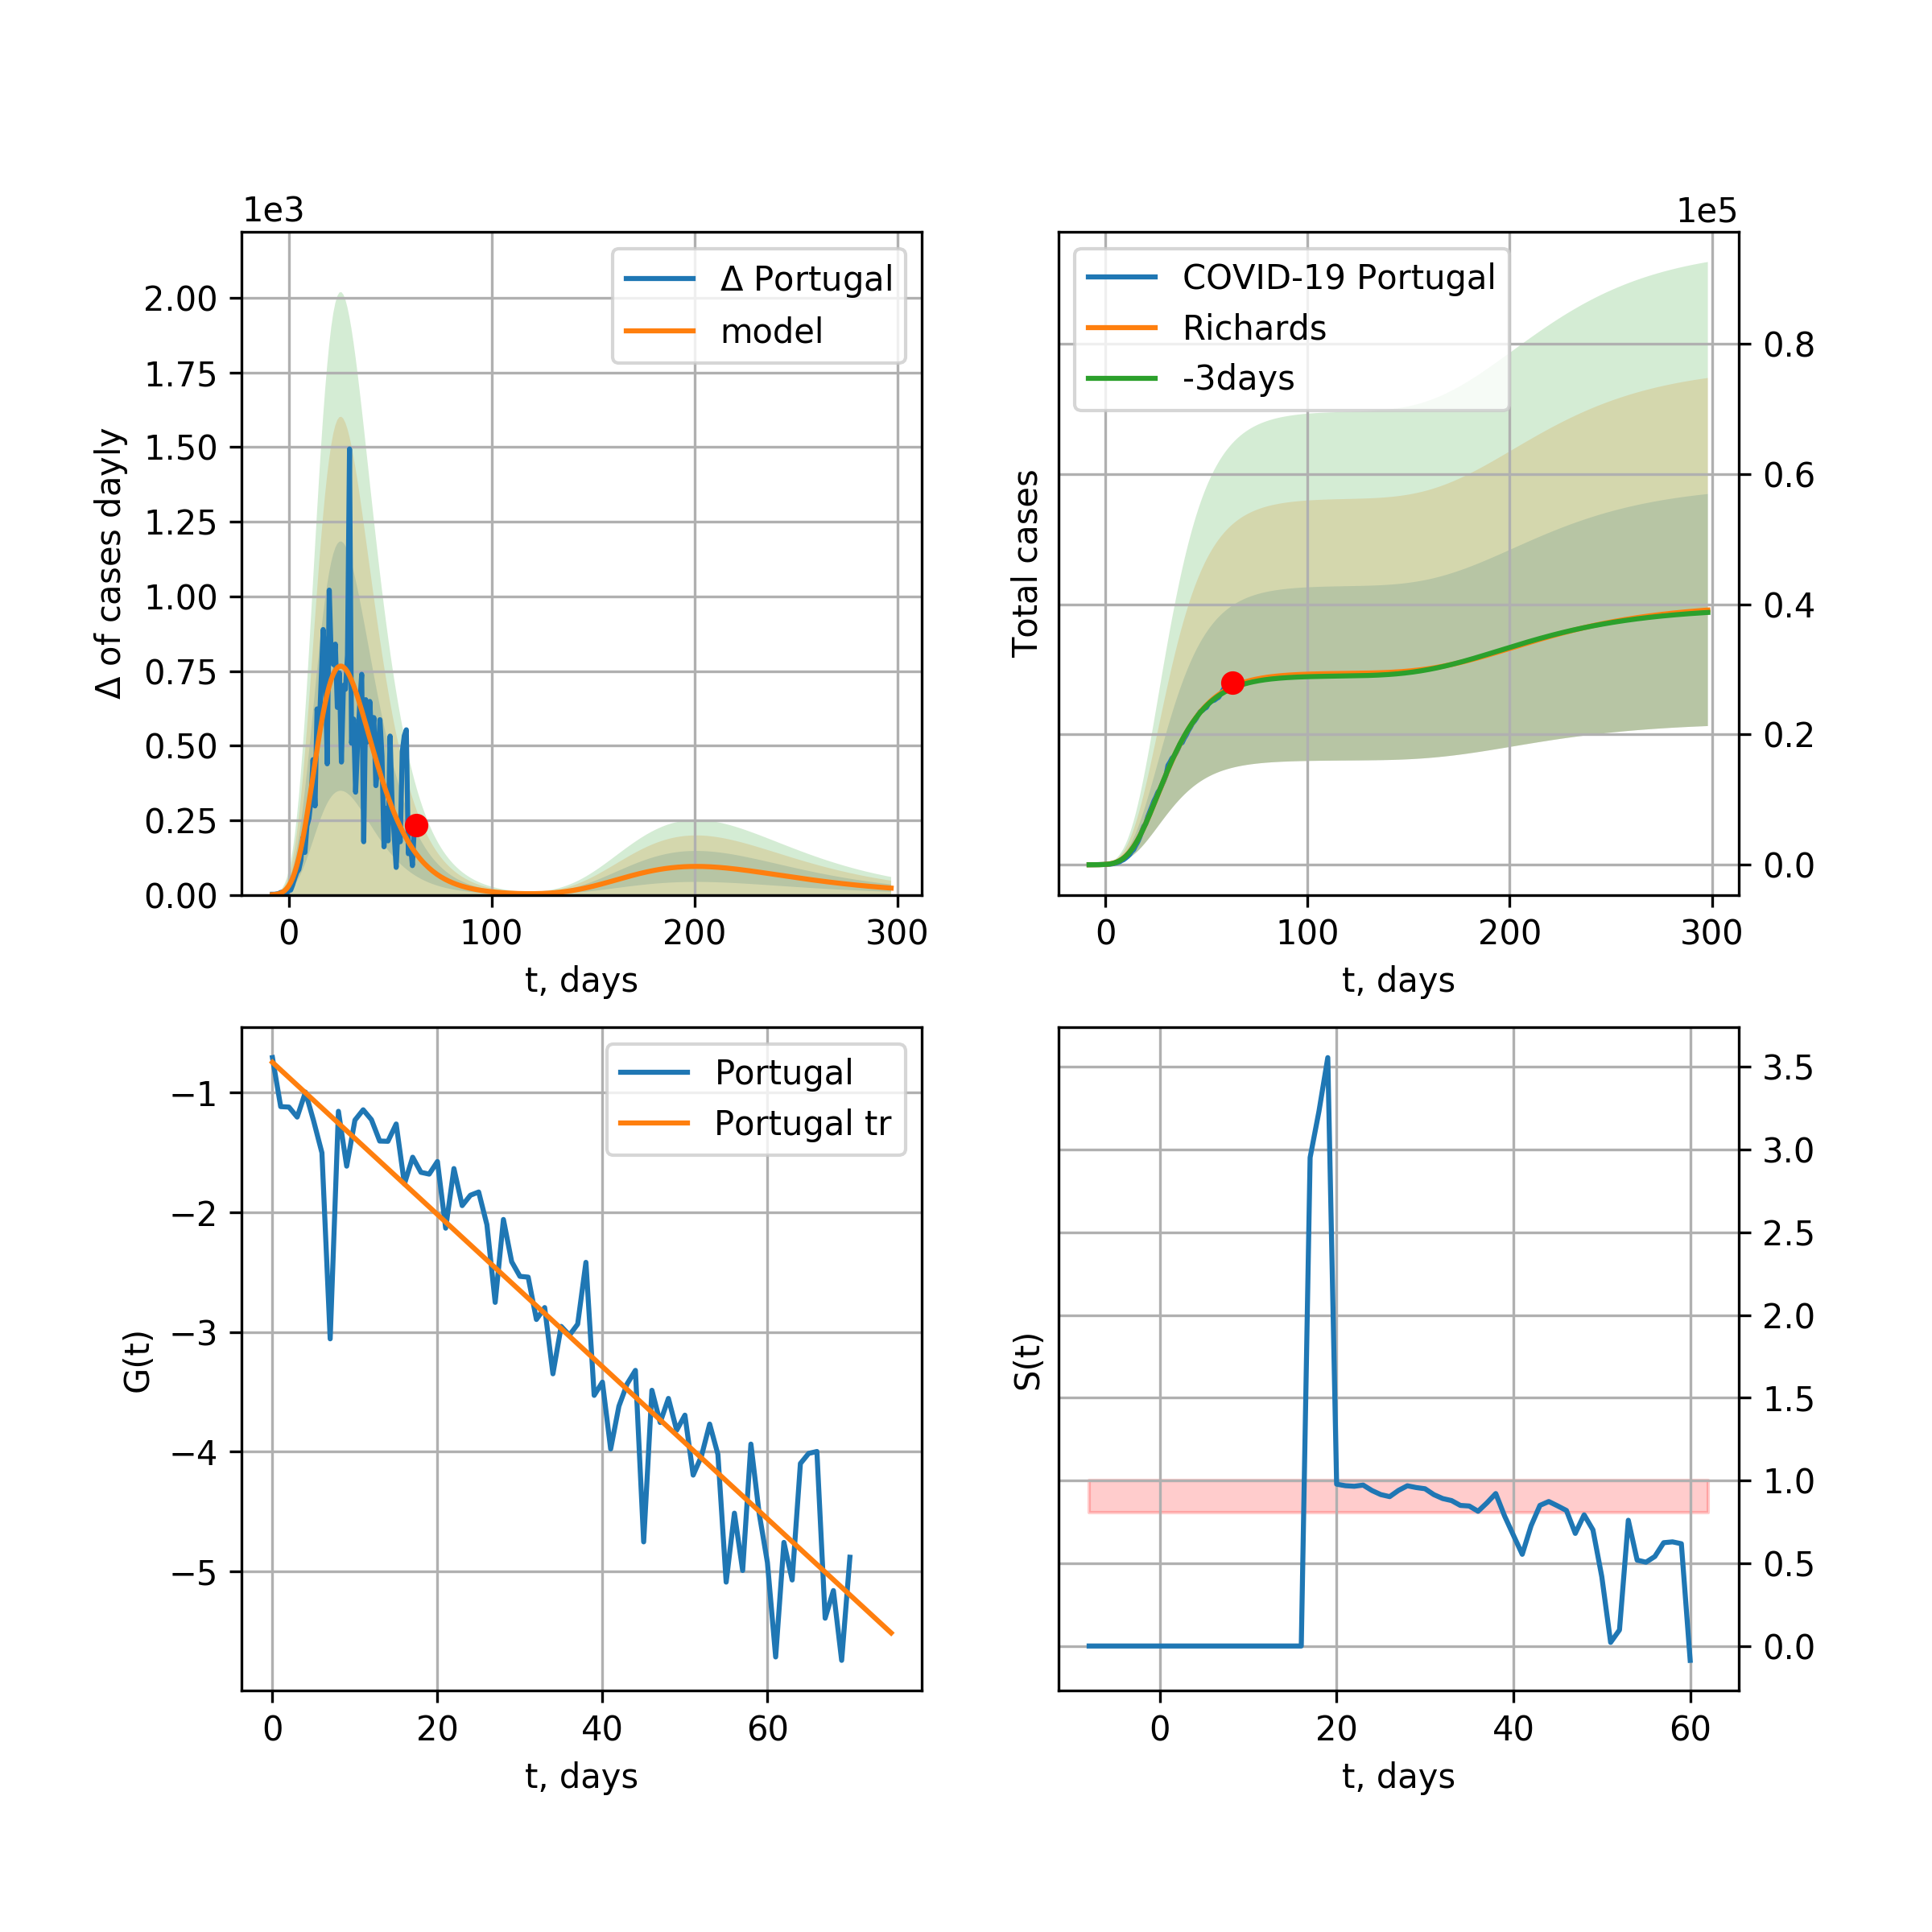 1e3
Δ of cases dayly
2.00
1.75
1.50
1.25
1.00
0.75
0.50
0.25
0.00
Δ Portugal
model
0 100 200 300
t, days
1e5
Total cases
COVID-19 Portugal
Richards
-3days
0.8
0.6
0.4
0.2
0.0
0 100 200 300
t, days
G(t)
−1
−2
−3
−4
−5
Portugal
Portugal tr
0 20 40 60
t, days
S(t)
3.5
3.0
2.5
2.0
1.5
1.0
0.5
0.0
0 20 40 60
t, days